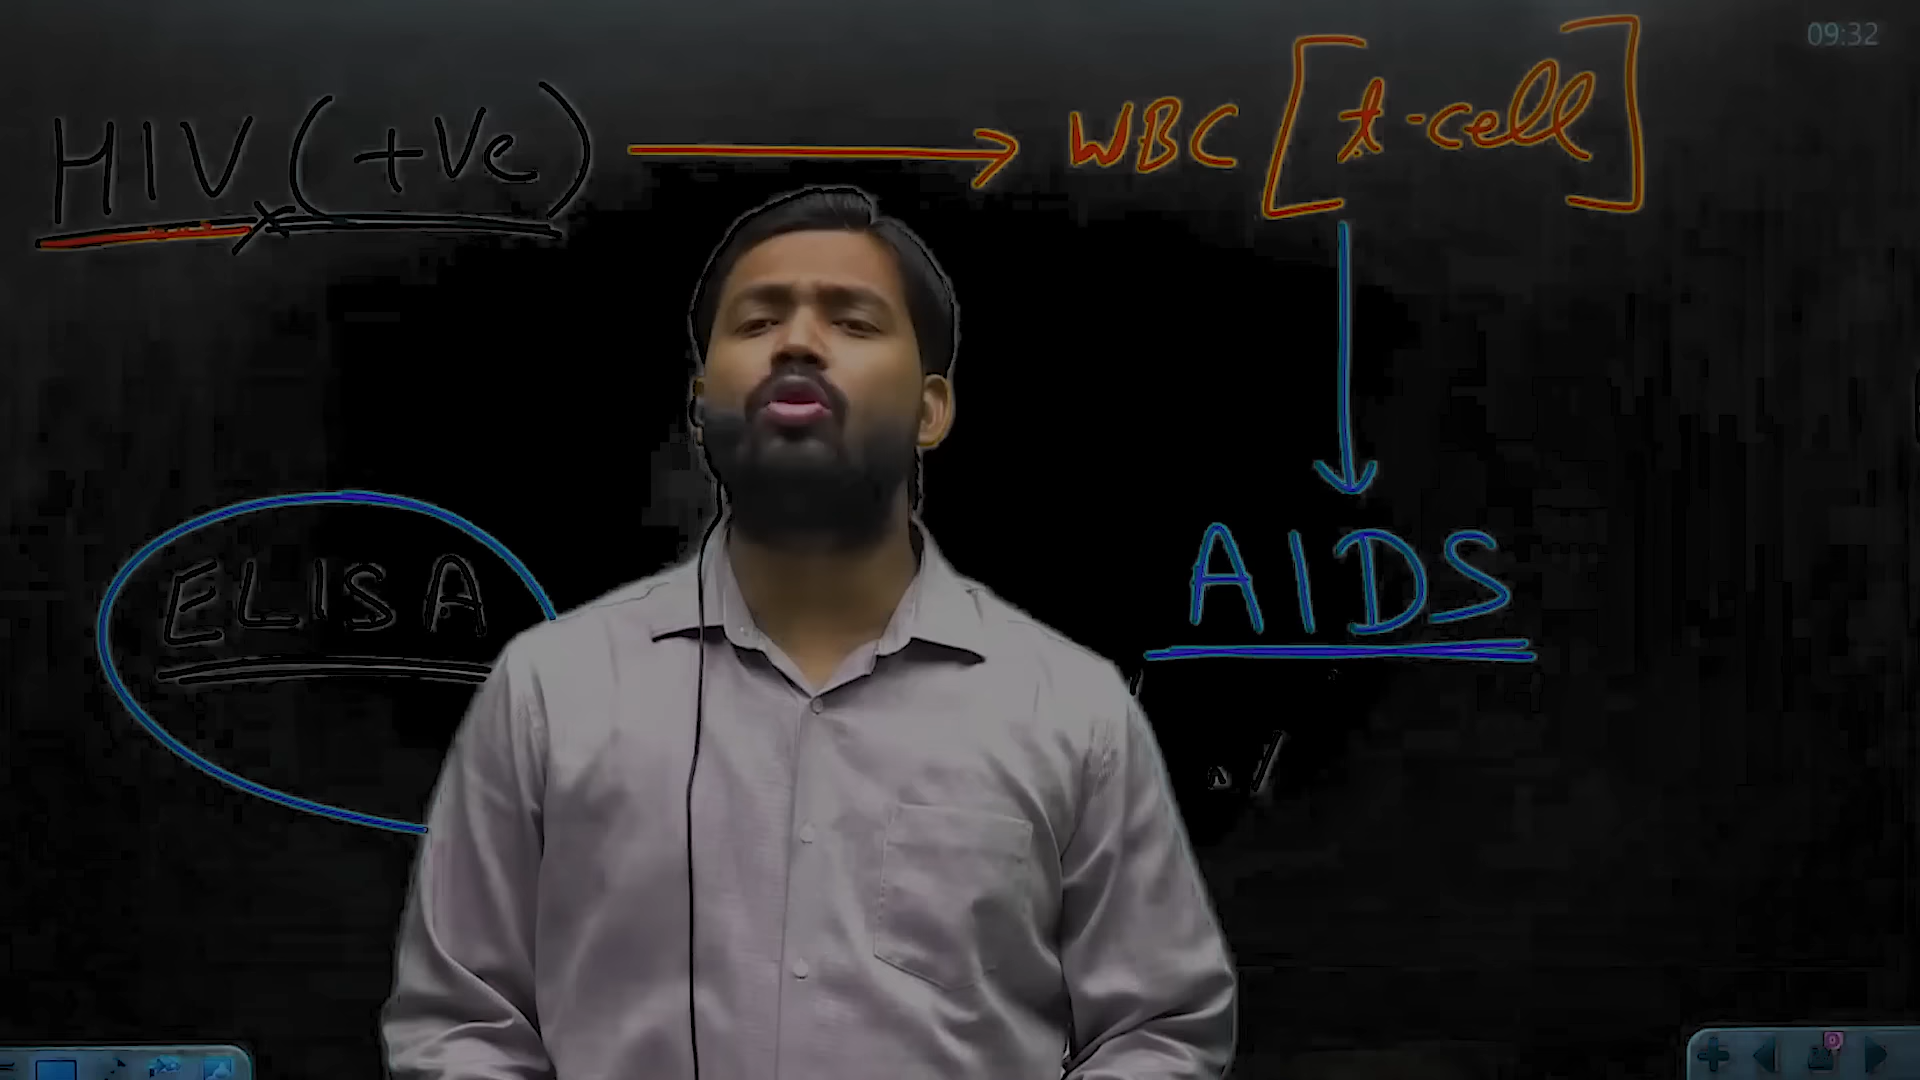 09:32
HIV (+Ve) → WBC [t-cell]
ELISA
AIDS